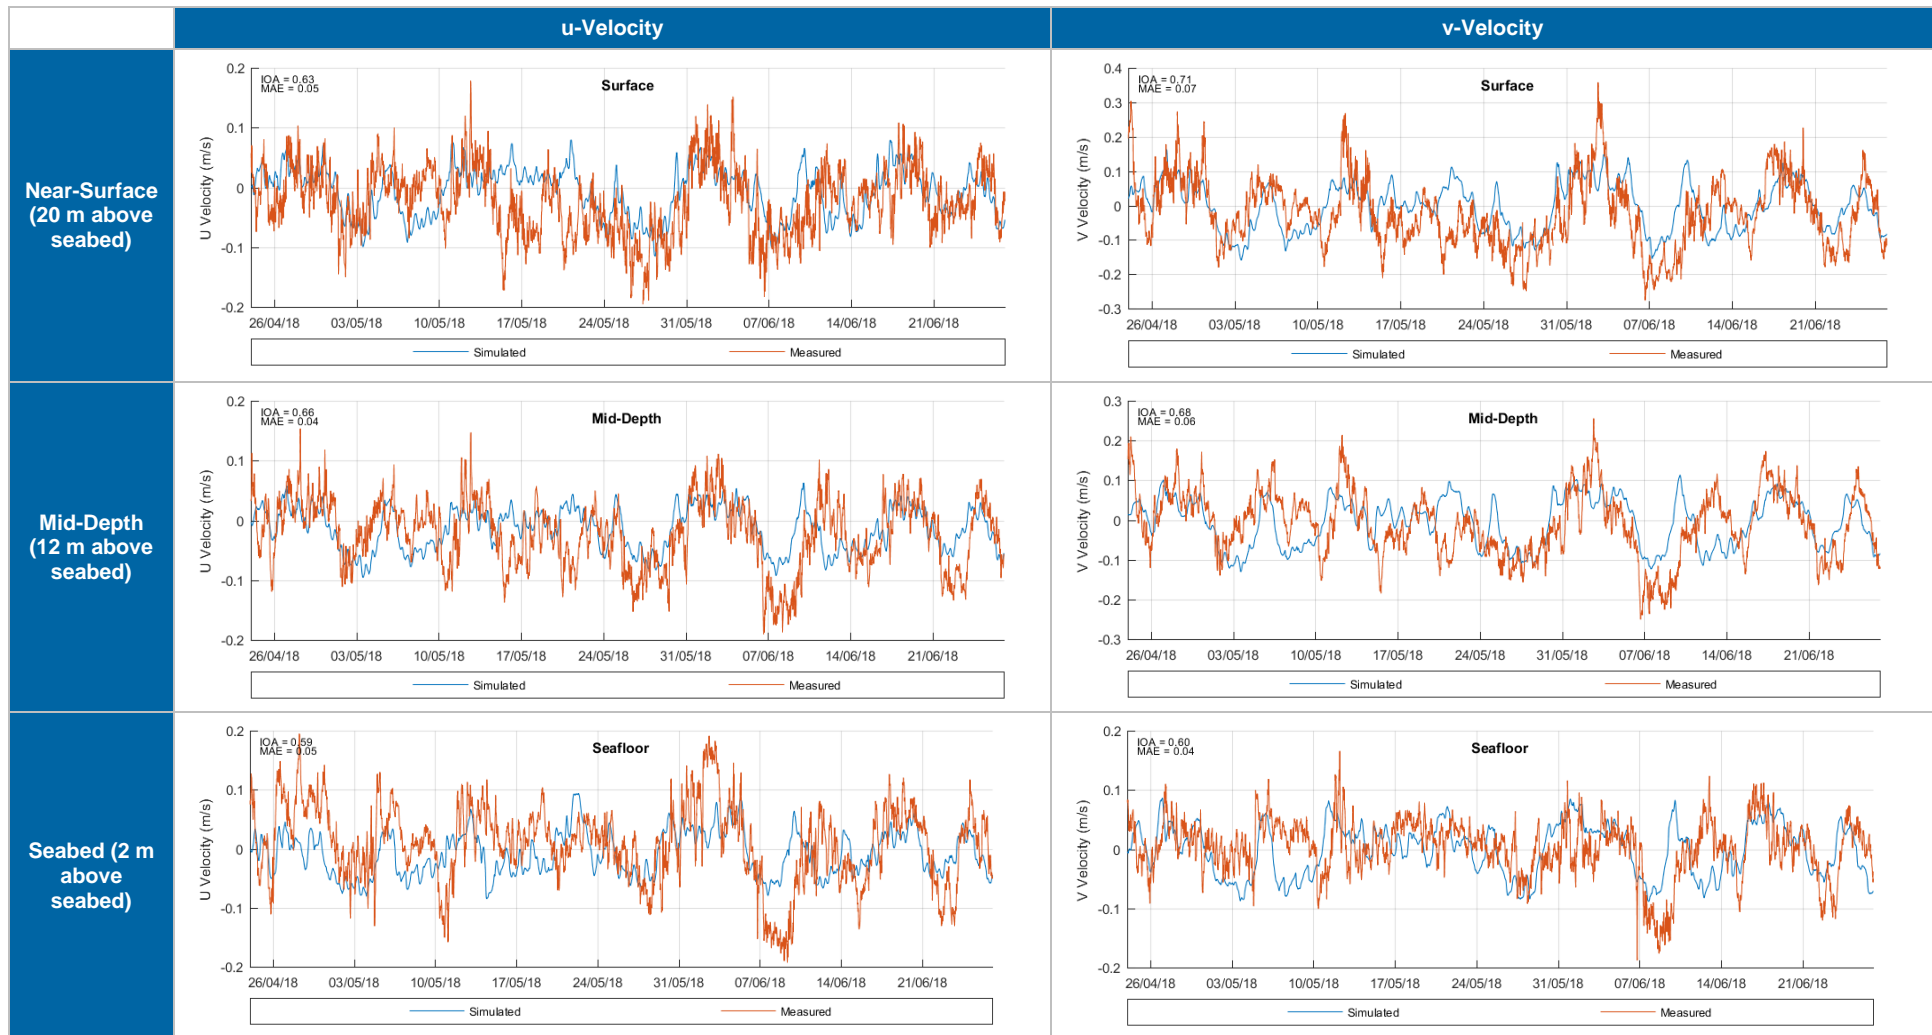 u-Velocity
v-Velocity
Near-Surface
(20 m above
seabed)
IOA = 0.63
MAE = 0.05
Surface
U Velocity (m/s)
0.2
0.1
0
-0.1
-0.2
26/04/18 03/05/18 10/05/18 17/05/18 24/05/18 31/05/18 07/06/18 14/06/18 21/06/18
Simulated Measured
IOA = 0.71
MAE = 0.07
Surface
V Velocity (m/s)
0.4
0.3
0.2
0.1
0
-0.1
-0.2
-0.3
26/04/18 03/05/18 10/05/18 17/05/18 24/05/18 31/05/18 07/06/18 14/06/18 21/06/18
Simulated Measured
Mid-Depth
(12 m above
seabed)
IOA = 0.66
MAE = 0.04
Mid-Depth
U Velocity (m/s)
0.2
0.1
0
-0.1
-0.2
26/04/18 03/05/18 10/05/18 17/05/18 24/05/18 31/05/18 07/06/18 14/06/18 21/06/18
Simulated Measured
IOA = 0.68
MAE = 0.06
Mid-Depth
V Velocity (m/s)
0.3
0.2
0.1
0
-0.1
-0.2
-0.3
26/04/18 03/05/18 10/05/18 17/05/18 24/05/18 31/05/18 07/06/18 14/06/18 21/06/18
Simulated Measured
Seabed (2 m
above
seabed)
IOA = 0.59
MAE = 0.05
Seafloor
U Velocity (m/s)
0.2
0.1
0
-0.1
-0.2
26/04/18 03/05/18 10/05/18 17/05/18 24/05/18 31/05/18 07/06/18 14/06/18 21/06/18
Simulated Measured
IOA = 0.60
MAE = 0.04
Seafloor
V Velocity (m/s)
0.2
0.1
0
-0.1
-0.2
26/04/18 03/05/18 10/05/18 17/05/18 24/05/18 31/05/18 07/06/18 14/06/18 21/06/18
Simulated Measured